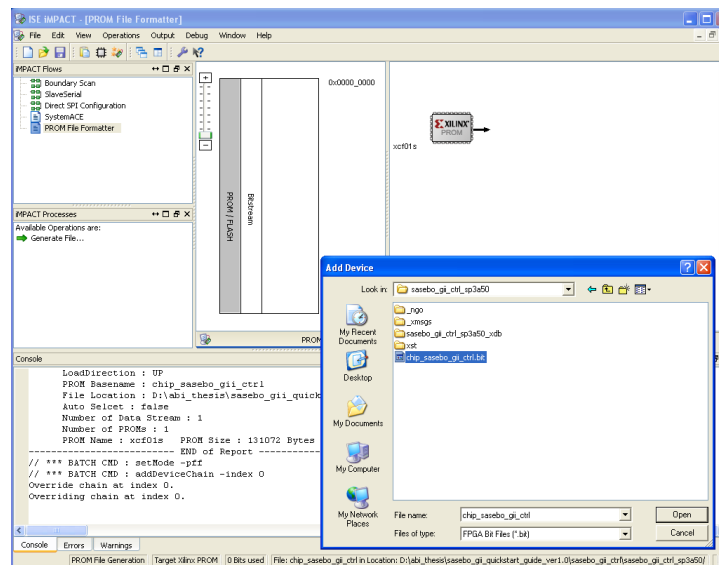 ISE iMPACT - [PROM File Formatter]
File Edit View Operations Output Debug Window Help
iMPACT Flows
Boundary Scan
SlaveSerial
Direct SPI Configuration
SystemACE
PROM File Formatter
iMPACT Processes
Available Operations are:
Generate File...
+
-
PROM / FLASH
Bitstream
0x0000_0000
XILINX
PROM
xcf01s
PROM
Add Device
Look in:
sasebo_gii_ctrl_sp3a50
My Recent Documents
Desktop
My Documents
My Computer
My Network Places
_ngo
_xmsgs
sasebo_gii_ctrl_sp3a50_xdb
xst
chip_sasebo_gii_ctrl.bit
File name:
chip_sasebo_gii_ctrl
Open
Files of type:
FPGA Bit Files (*.bit)
Cancel
Console
LoadDirection : UP
PROM Basename : chip_sasebo_gii_ctrl
File Location : D:\abi_thesis\sasebo_gii_quick
Auto Selcet : false
Number of Data Stream : 1
Number of PROMs : 1
PROM Name : xcf01s PROM Size : 131072 Bytes
------------------------- END of Report -----------
// *** BATCH CMD : setMode -pff
// *** BATCH CMD : addDeviceChain -index 0
Override chain at index 0.
Overriding chain at index 0.
Console Errors Warnings
PROM File Generation Target Xilinx PROM 0 Bits used File: chip_sasebo_gii_ctrl in Location: D:\abi_thesis\sasebo_gii_quickstart_guide_ver1.0\sasebo_gii_ctrl\sasebo_gii_ctrl_sp3a50/